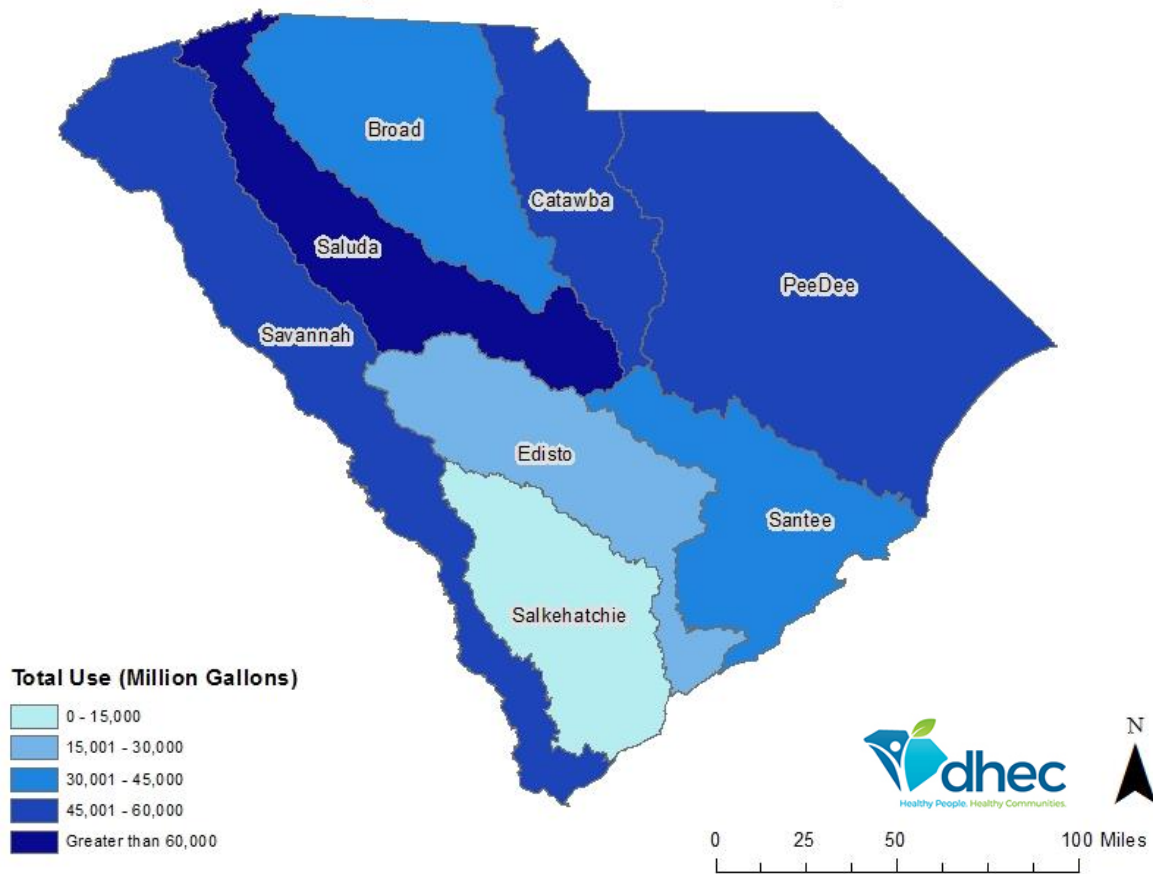 Broad
Catawba
Saluda
PeeDee
Savannah
Edisto
Santee
Salkehatchie
Total Use (Million Gallons)
0 - 15,000
15,001 - 30,000
30,001 - 45,000
45,001 - 60,000
Greater than 60,000
dhec
Healthy People. Healthy Communities.
N
0 25 50 100 Miles